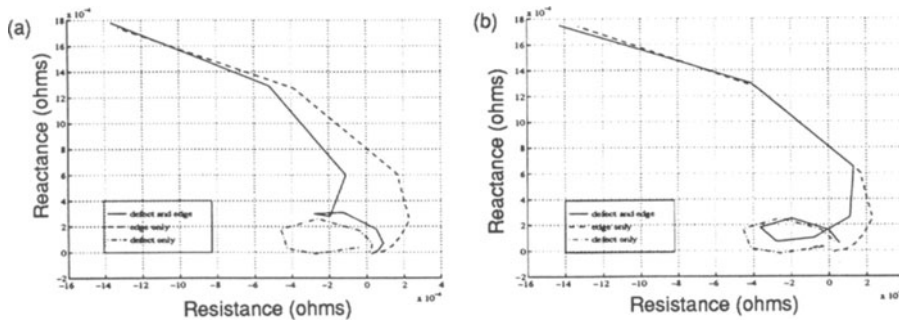 (a)
x 10⁻⁴
18
16
14
12
10
8
6
4
2
0
-2
Reactance (ohms)
defect and edge
edge only
defect only
-16 -14 -12 -10 -8 -6 -4 -2 0 2 4
Resistance (ohms)
x 10⁻⁴
(b)
x 10⁻⁴
18
16
14
12
10
8
6
4
2
0
-2
Reactance (ohms)
defect and edge
edge only
defect only
-16 -14 -12 -10 -8 -6 -4 -2 0 2 4
Resistance (ohms)